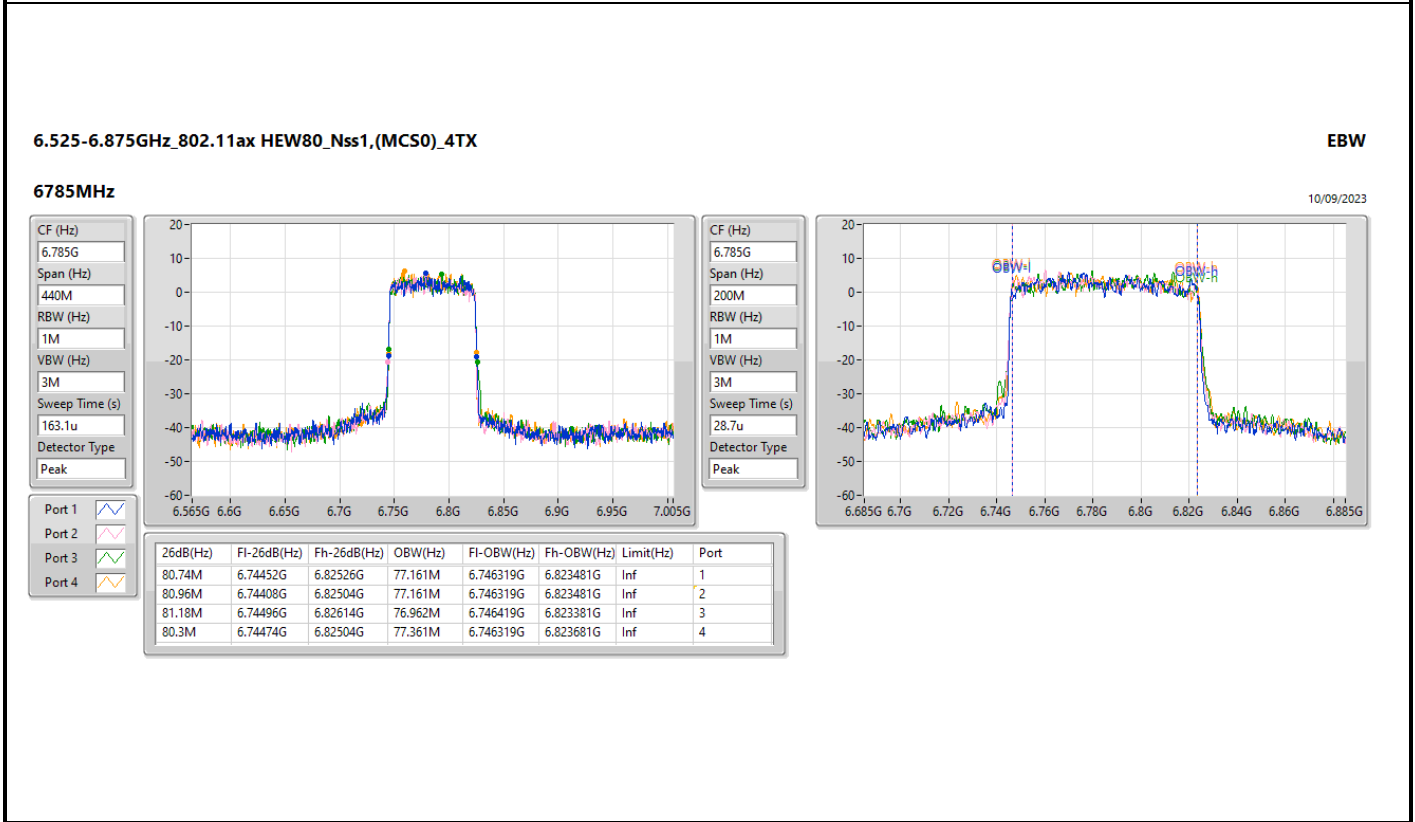 6.525-6.875GHz_802.11ax HEW80_Nss1,(MCS0)_4TX
EBW
6785MHz
10/09/2023
CF (Hz)
6.785G
Span (Hz)
440M
RBW (Hz)
1M
VBW (Hz)
3M
Sweep Time (s)
163.1u
Detector Type
Peak
20
10
0
-10
-20
-30
-40
-50
-60
6.565G 6.6G 6.65G 6.7G 6.75G 6.8G 6.85G 6.9G 6.95G 7.005G
CF (Hz)
6.785G
Span (Hz)
200M
RBW (Hz)
1M
VBW (Hz)
3M
Sweep Time (s)
28.7u
Detector Type
Peak
20
10
0
-10
-20
-30
-40
-50
-60
OBW-l
OBW-h
6.685G 6.7G 6.72G 6.74G 6.76G 6.78G 6.8G 6.82G 6.84G 6.86G 6.885G
Port 1
Port 2
Port 3
Port 4
26dB(Hz) Fl-26dB(Hz) Fh-26dB(Hz) OBW(Hz) Fl-OBW(Hz) Fh-OBW(Hz) Limit(Hz) Port
80.74M 6.74452G 6.82526G 77.161M 6.746319G 6.823481G Inf 1
80.96M 6.74408G 6.82504G 77.161M 6.746319G 6.823481G Inf 2
81.18M 6.74496G 6.82614G 76.962M 6.746419G 6.823381G Inf 3
80.3M 6.74474G 6.82504G 77.361M 6.746319G 6.823681G Inf 4